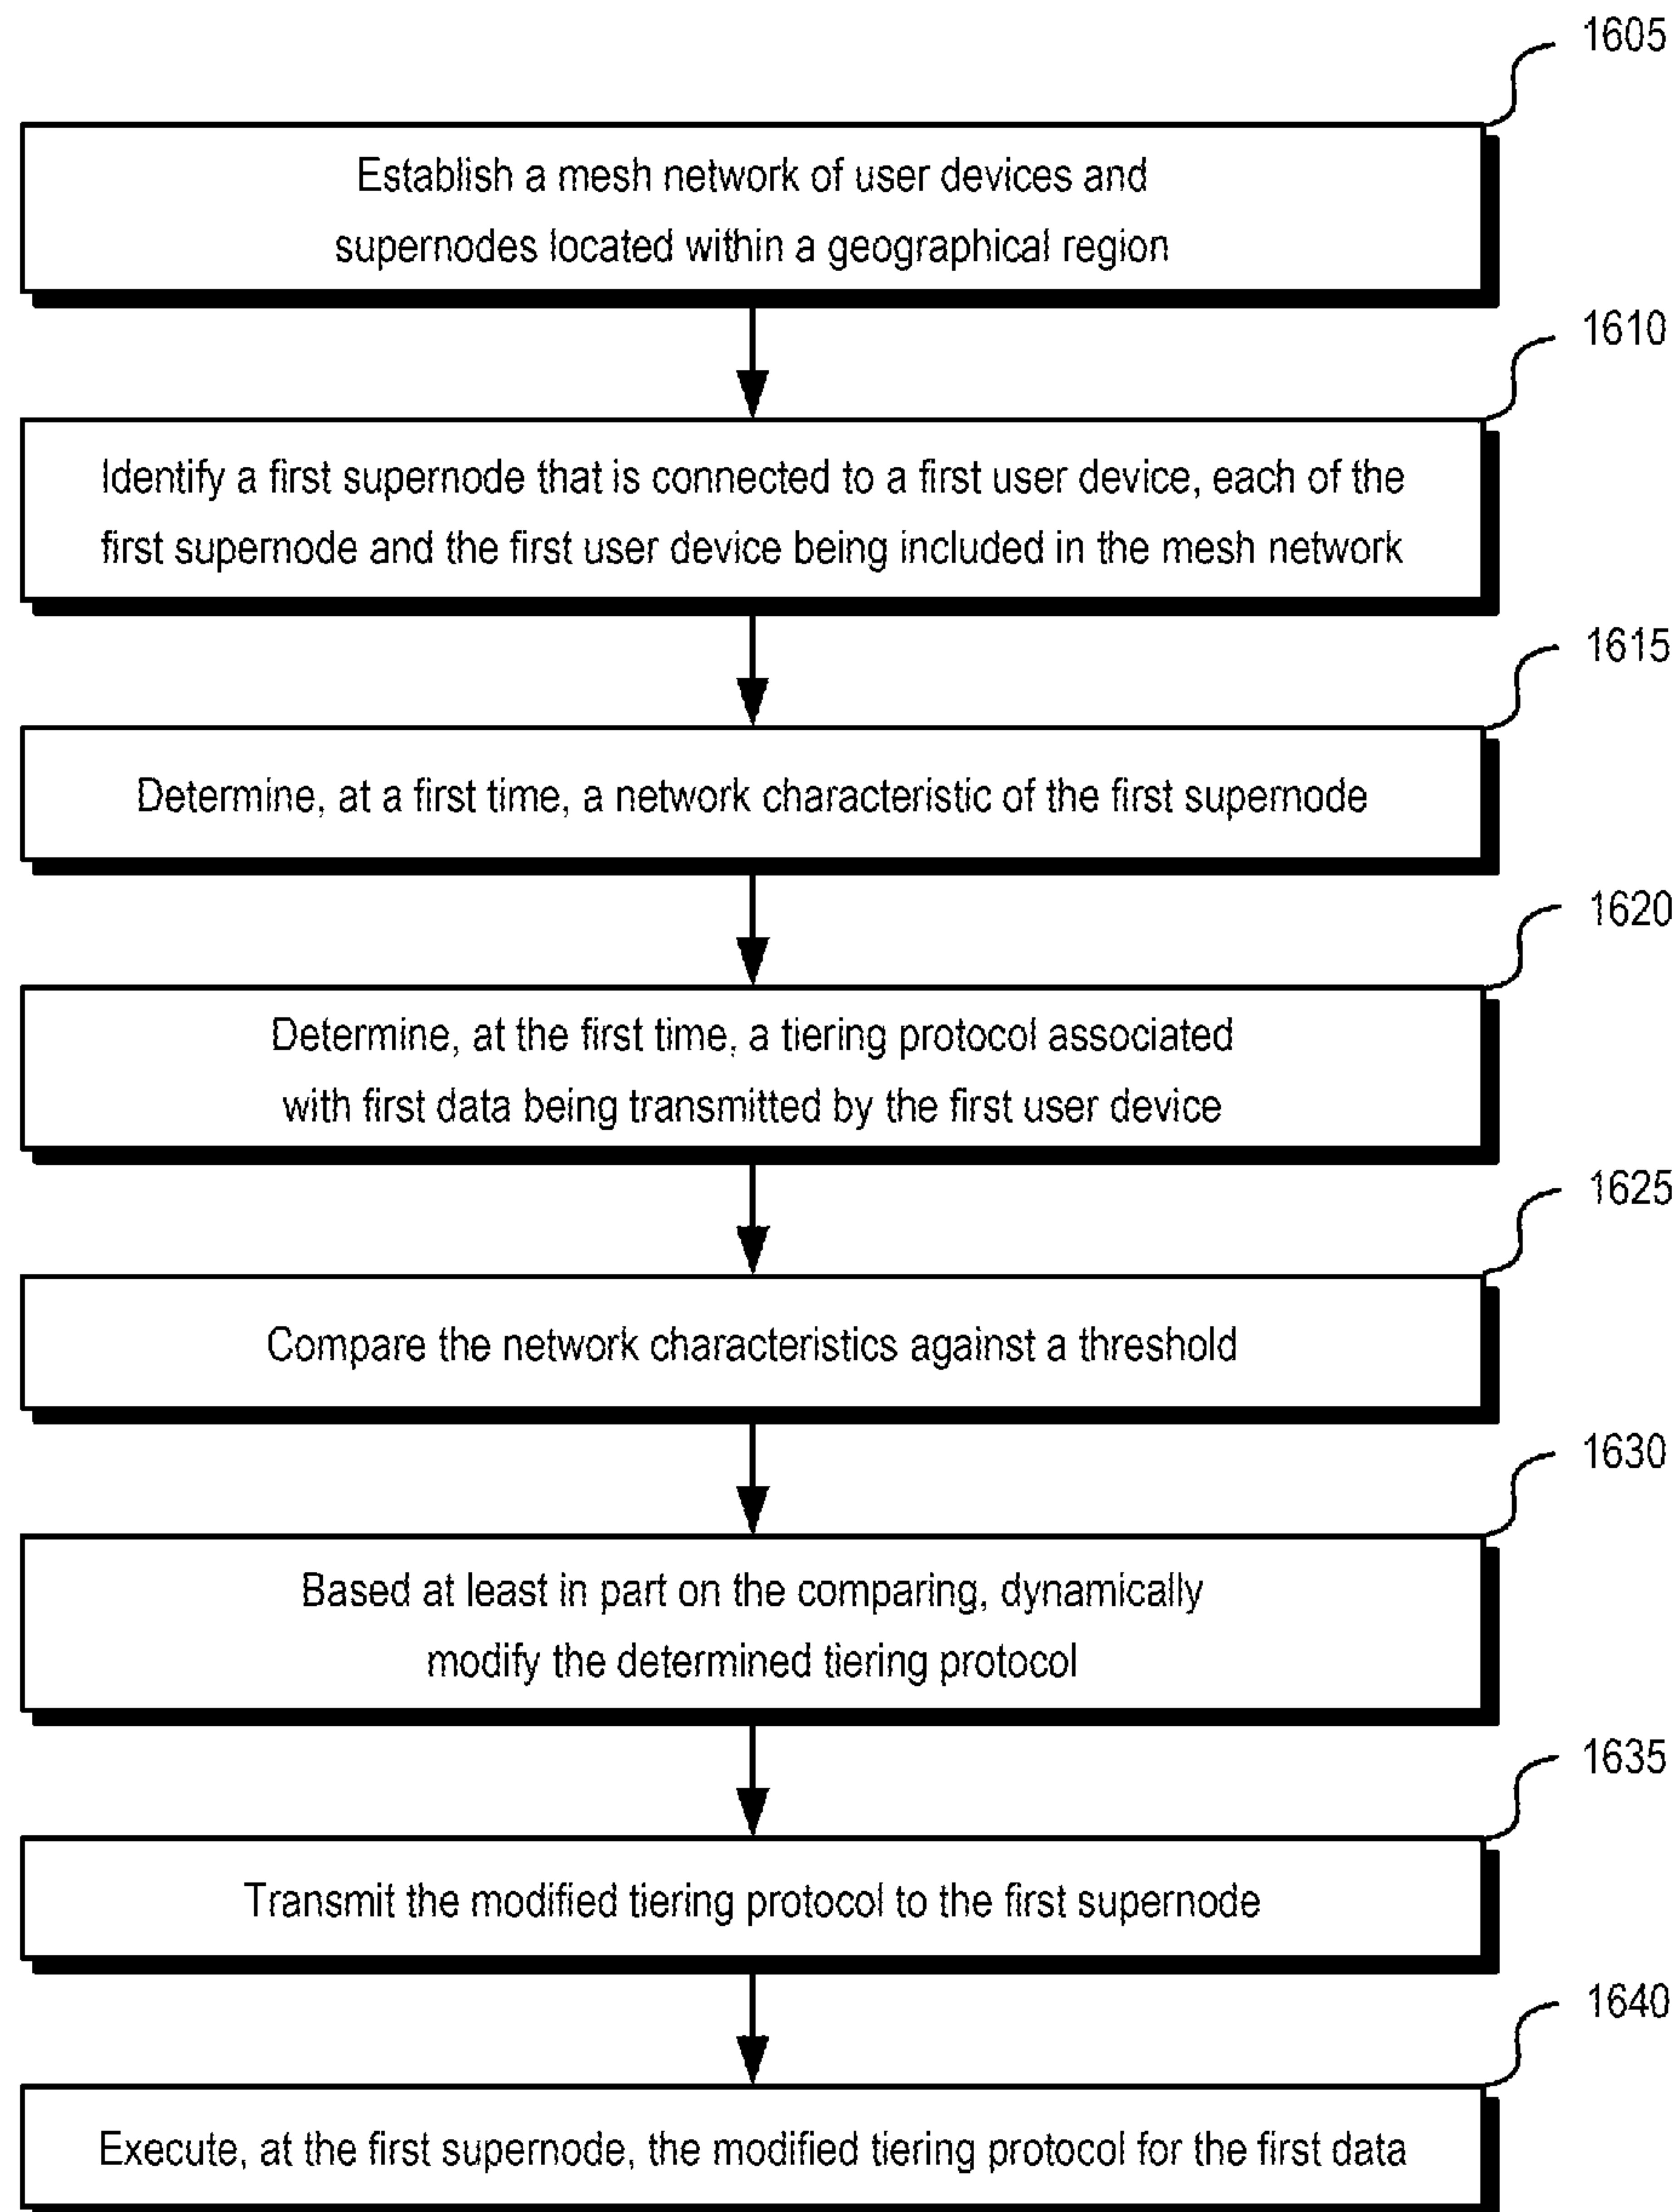 1605
Establish a mesh network of user devices and
supernodes located within a geographical region
1610
Identify a first supernode that is connected to a first user device, each of the
first supernode and the first user device being included in the mesh network
1615
Determine, at a first time, a network characteristic of the first supernode
1620
Determine, at the first time, a tiering protocol associated
with first data being transmitted by the first user device
1625
Compare the network characteristics against a threshold
1630
Based at least in part on the comparing, dynamically
modify the determined tiering protocol
1635
Transmit the modified tiering protocol to the first supernode
1640
Execute, at the first supernode, the modified tiering protocol for the first data